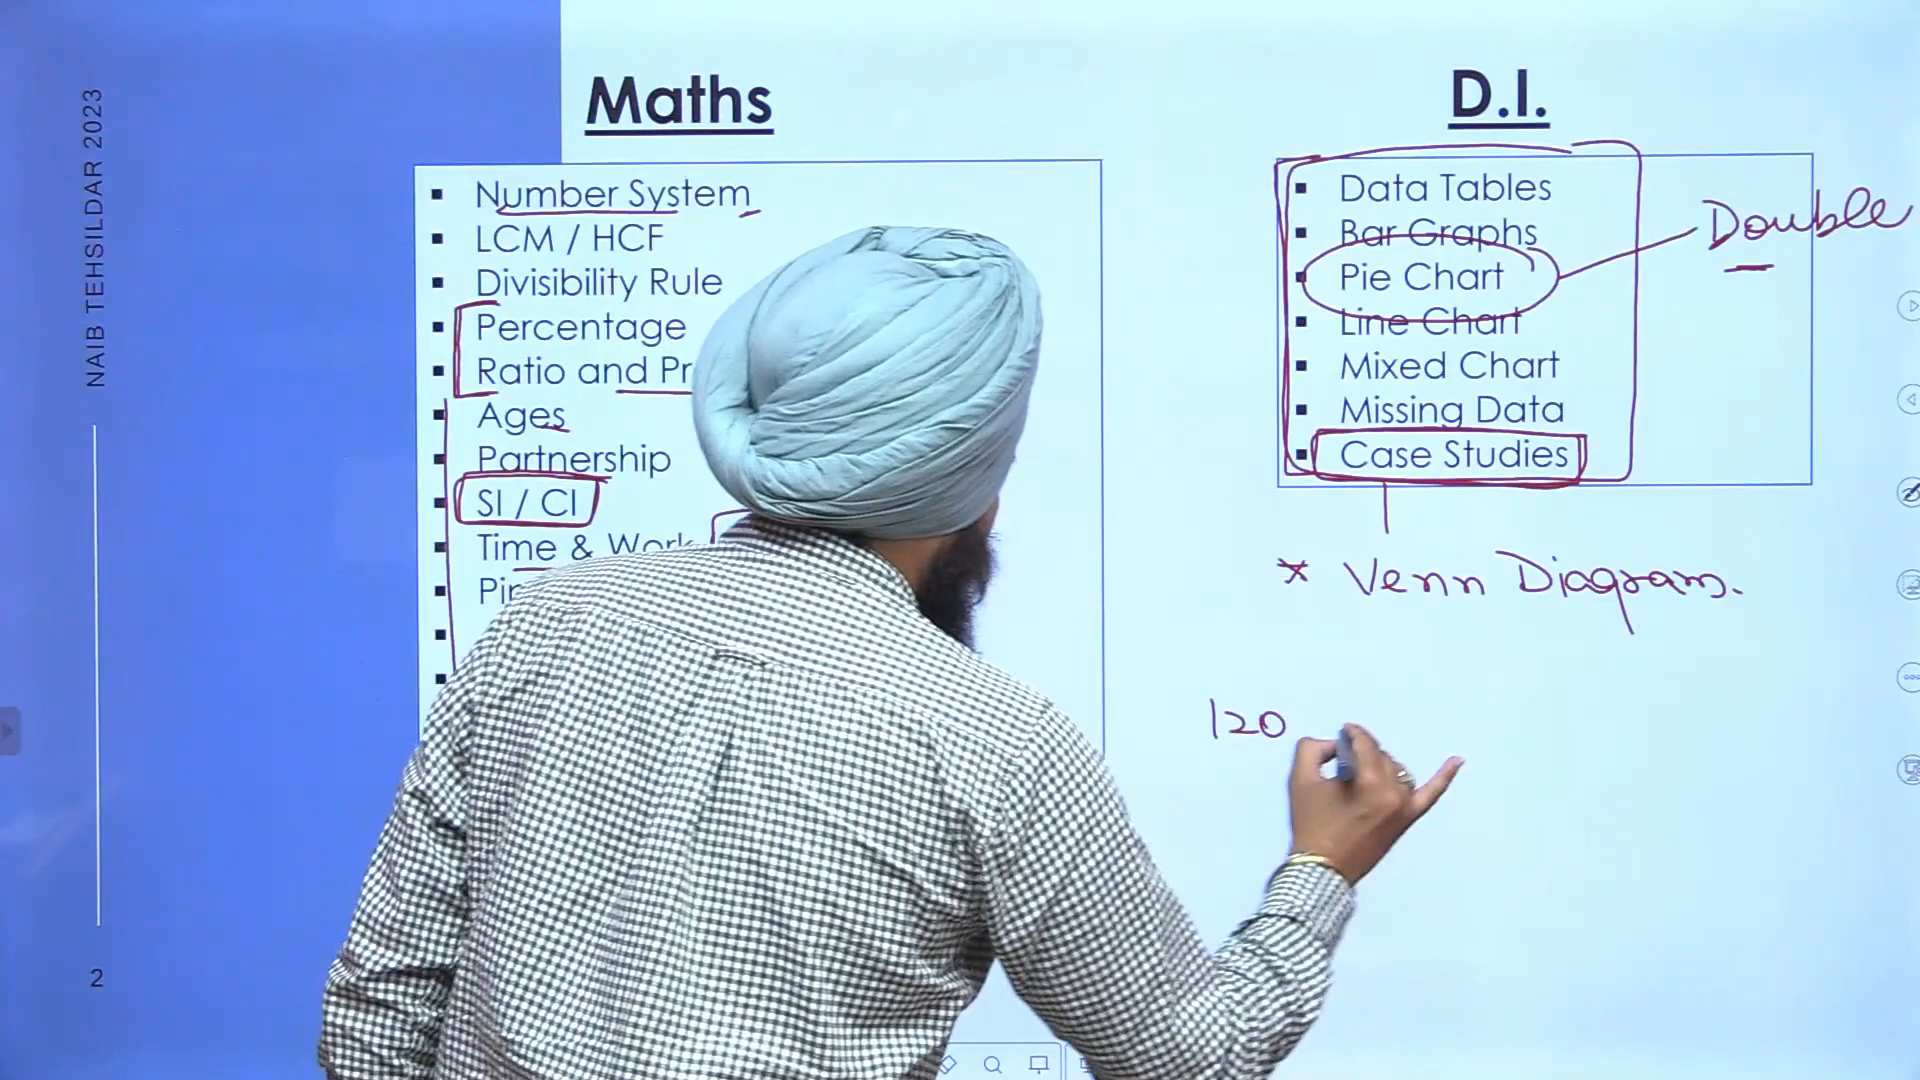 NAIB TEHSILDAR 2023
2
Maths
Number System
LCM / HCF
Divisibility Rule
Percentage
Ratio and Pr
Ages
Partnership
SI / CI
Time & Work
D.I.
Data Tables
Bar Graphs
Pie Chart
Line Chart
Mixed Chart
Missing Data
Case Studies
Double
* Venn Diagram.
120